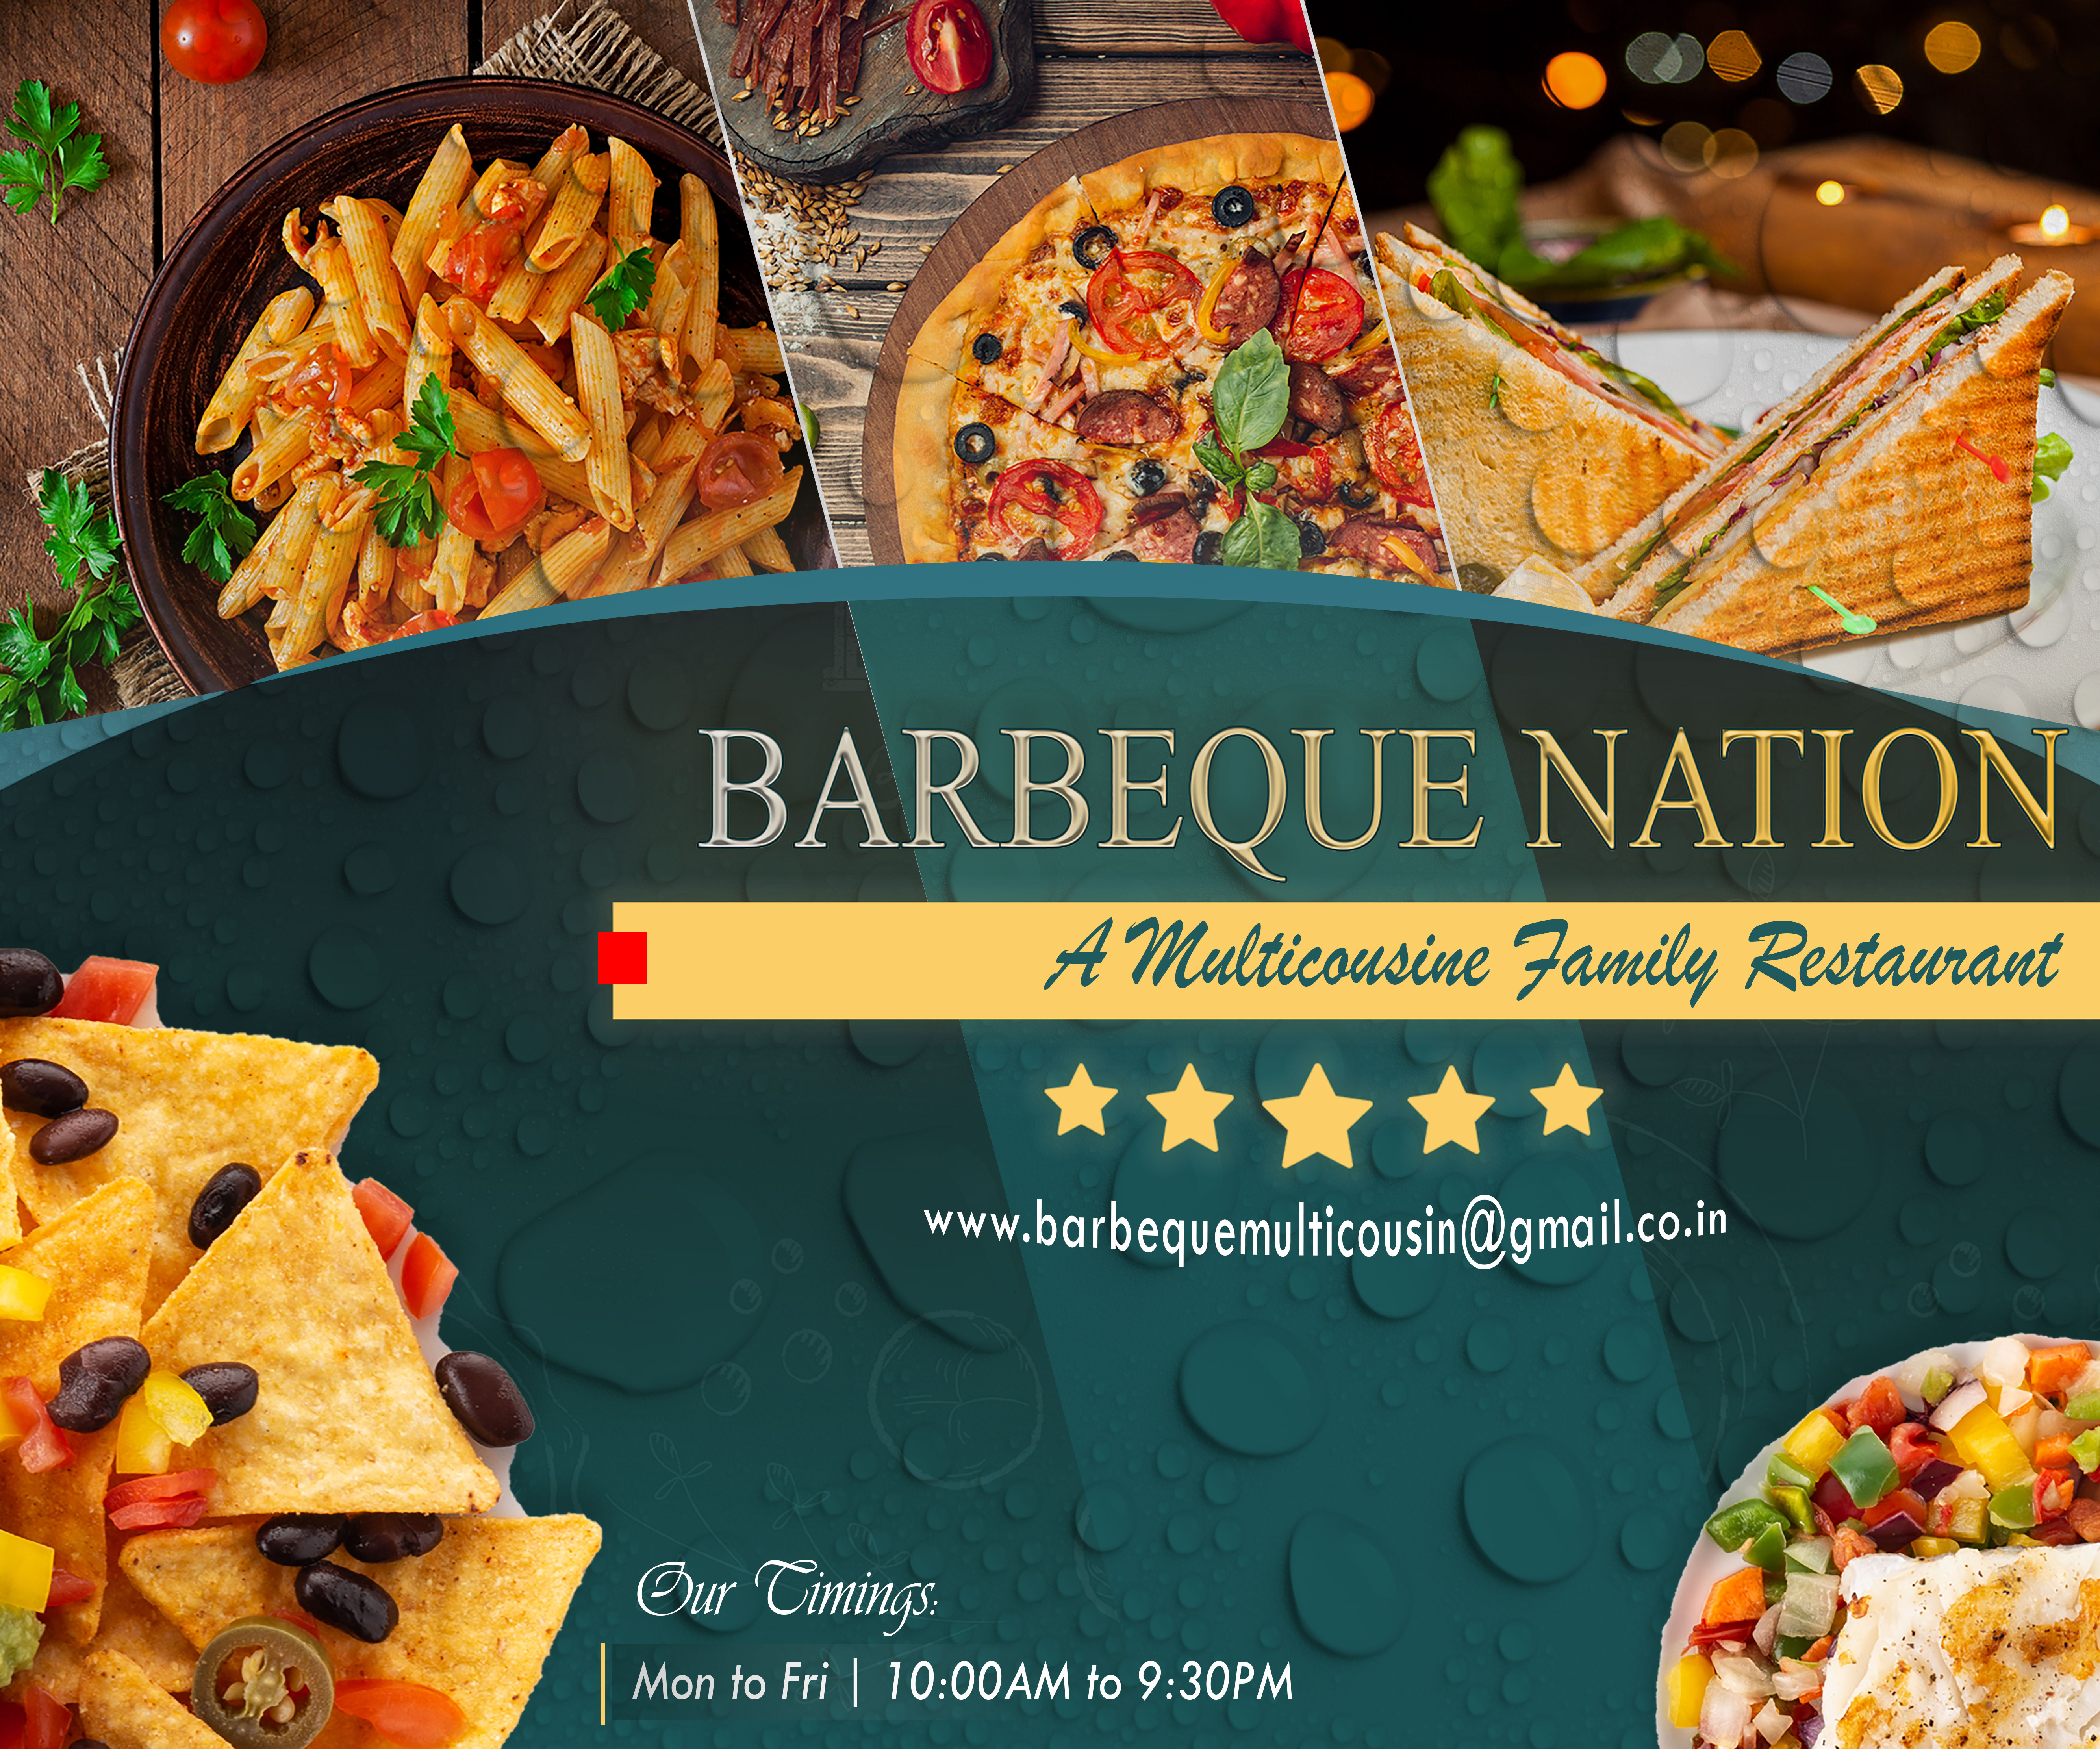 BARBEQUE NATION
A Multicousine Family Restaurant
www.barbequemulticousin@gmail.co.in
Our Timings:
Mon to Fri | 10:00AM to 9:30PM